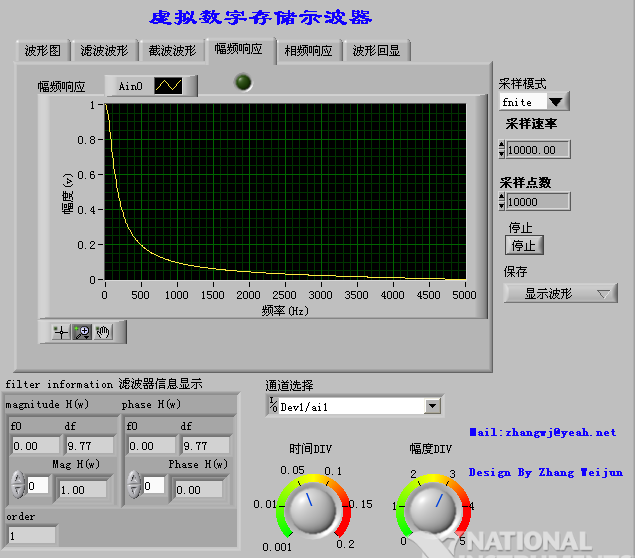 虚拟数字存储示波器
波形图 滤波波形 截波波形 幅频响应 相频响应 波形回显
幅频响应 Ain0
采样模式
fnite
采样速率
10000.00
采样点数
10000
停止
停止
保存
显示波形
幅度(v)
1
0.8
0.6
0.4
0.2
0
0 500 1000 1500 2000 2500 3000 3500 4000 4500 5000
频率(Hz)
filter information 滤波器信息显示
magnitude H(w) phase H(w)
f0 df f0 df
0.00 9.77 0.00 9.77
Mag H(w) Phase H(w)
0 1.00 0 0.00
order
1
通道选择
I/O Dev1/ai1
时间DIV
0.001 0.01 0.05 0.1 0.15 0.2
幅度DIV
0 1 2 3 4 5
Mail:zhangwj@yeah.net
Design By Zhang Weijun
NATIONAL
INSTRUMENTS